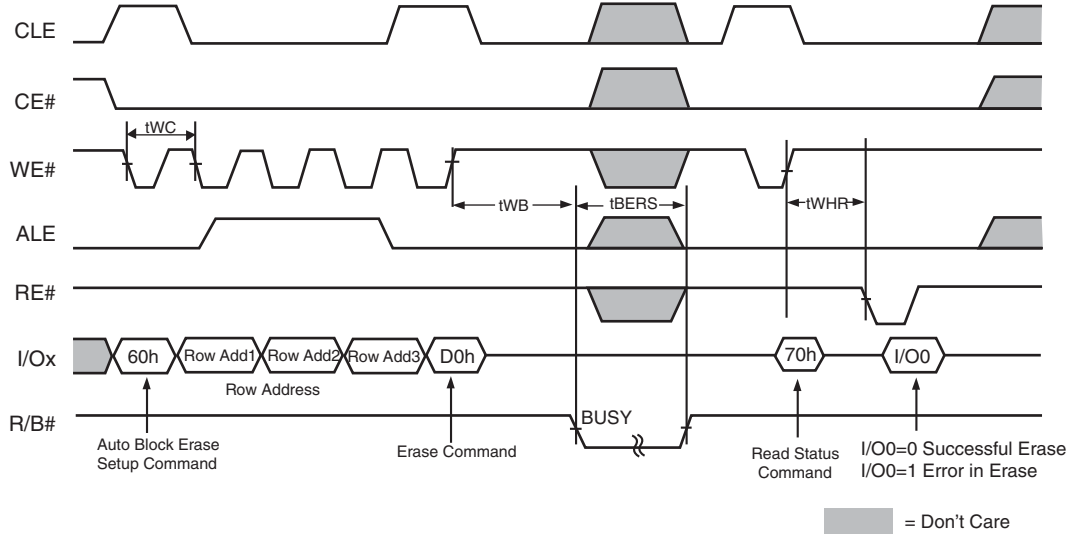 CLE
CE#
tWC
WE#
tWB
tBERS
tWHR
ALE
RE#
I/Ox
60h
Row Add1
Row Add2
Row Add3
D0h
70h
I/O0
Row Address
R/B#
BUSY
Auto Block Erase
Setup Command
Erase Command
Read Status
Command
I/O0=0 Successful Erase
I/O0=1 Error in Erase
= Don't Care